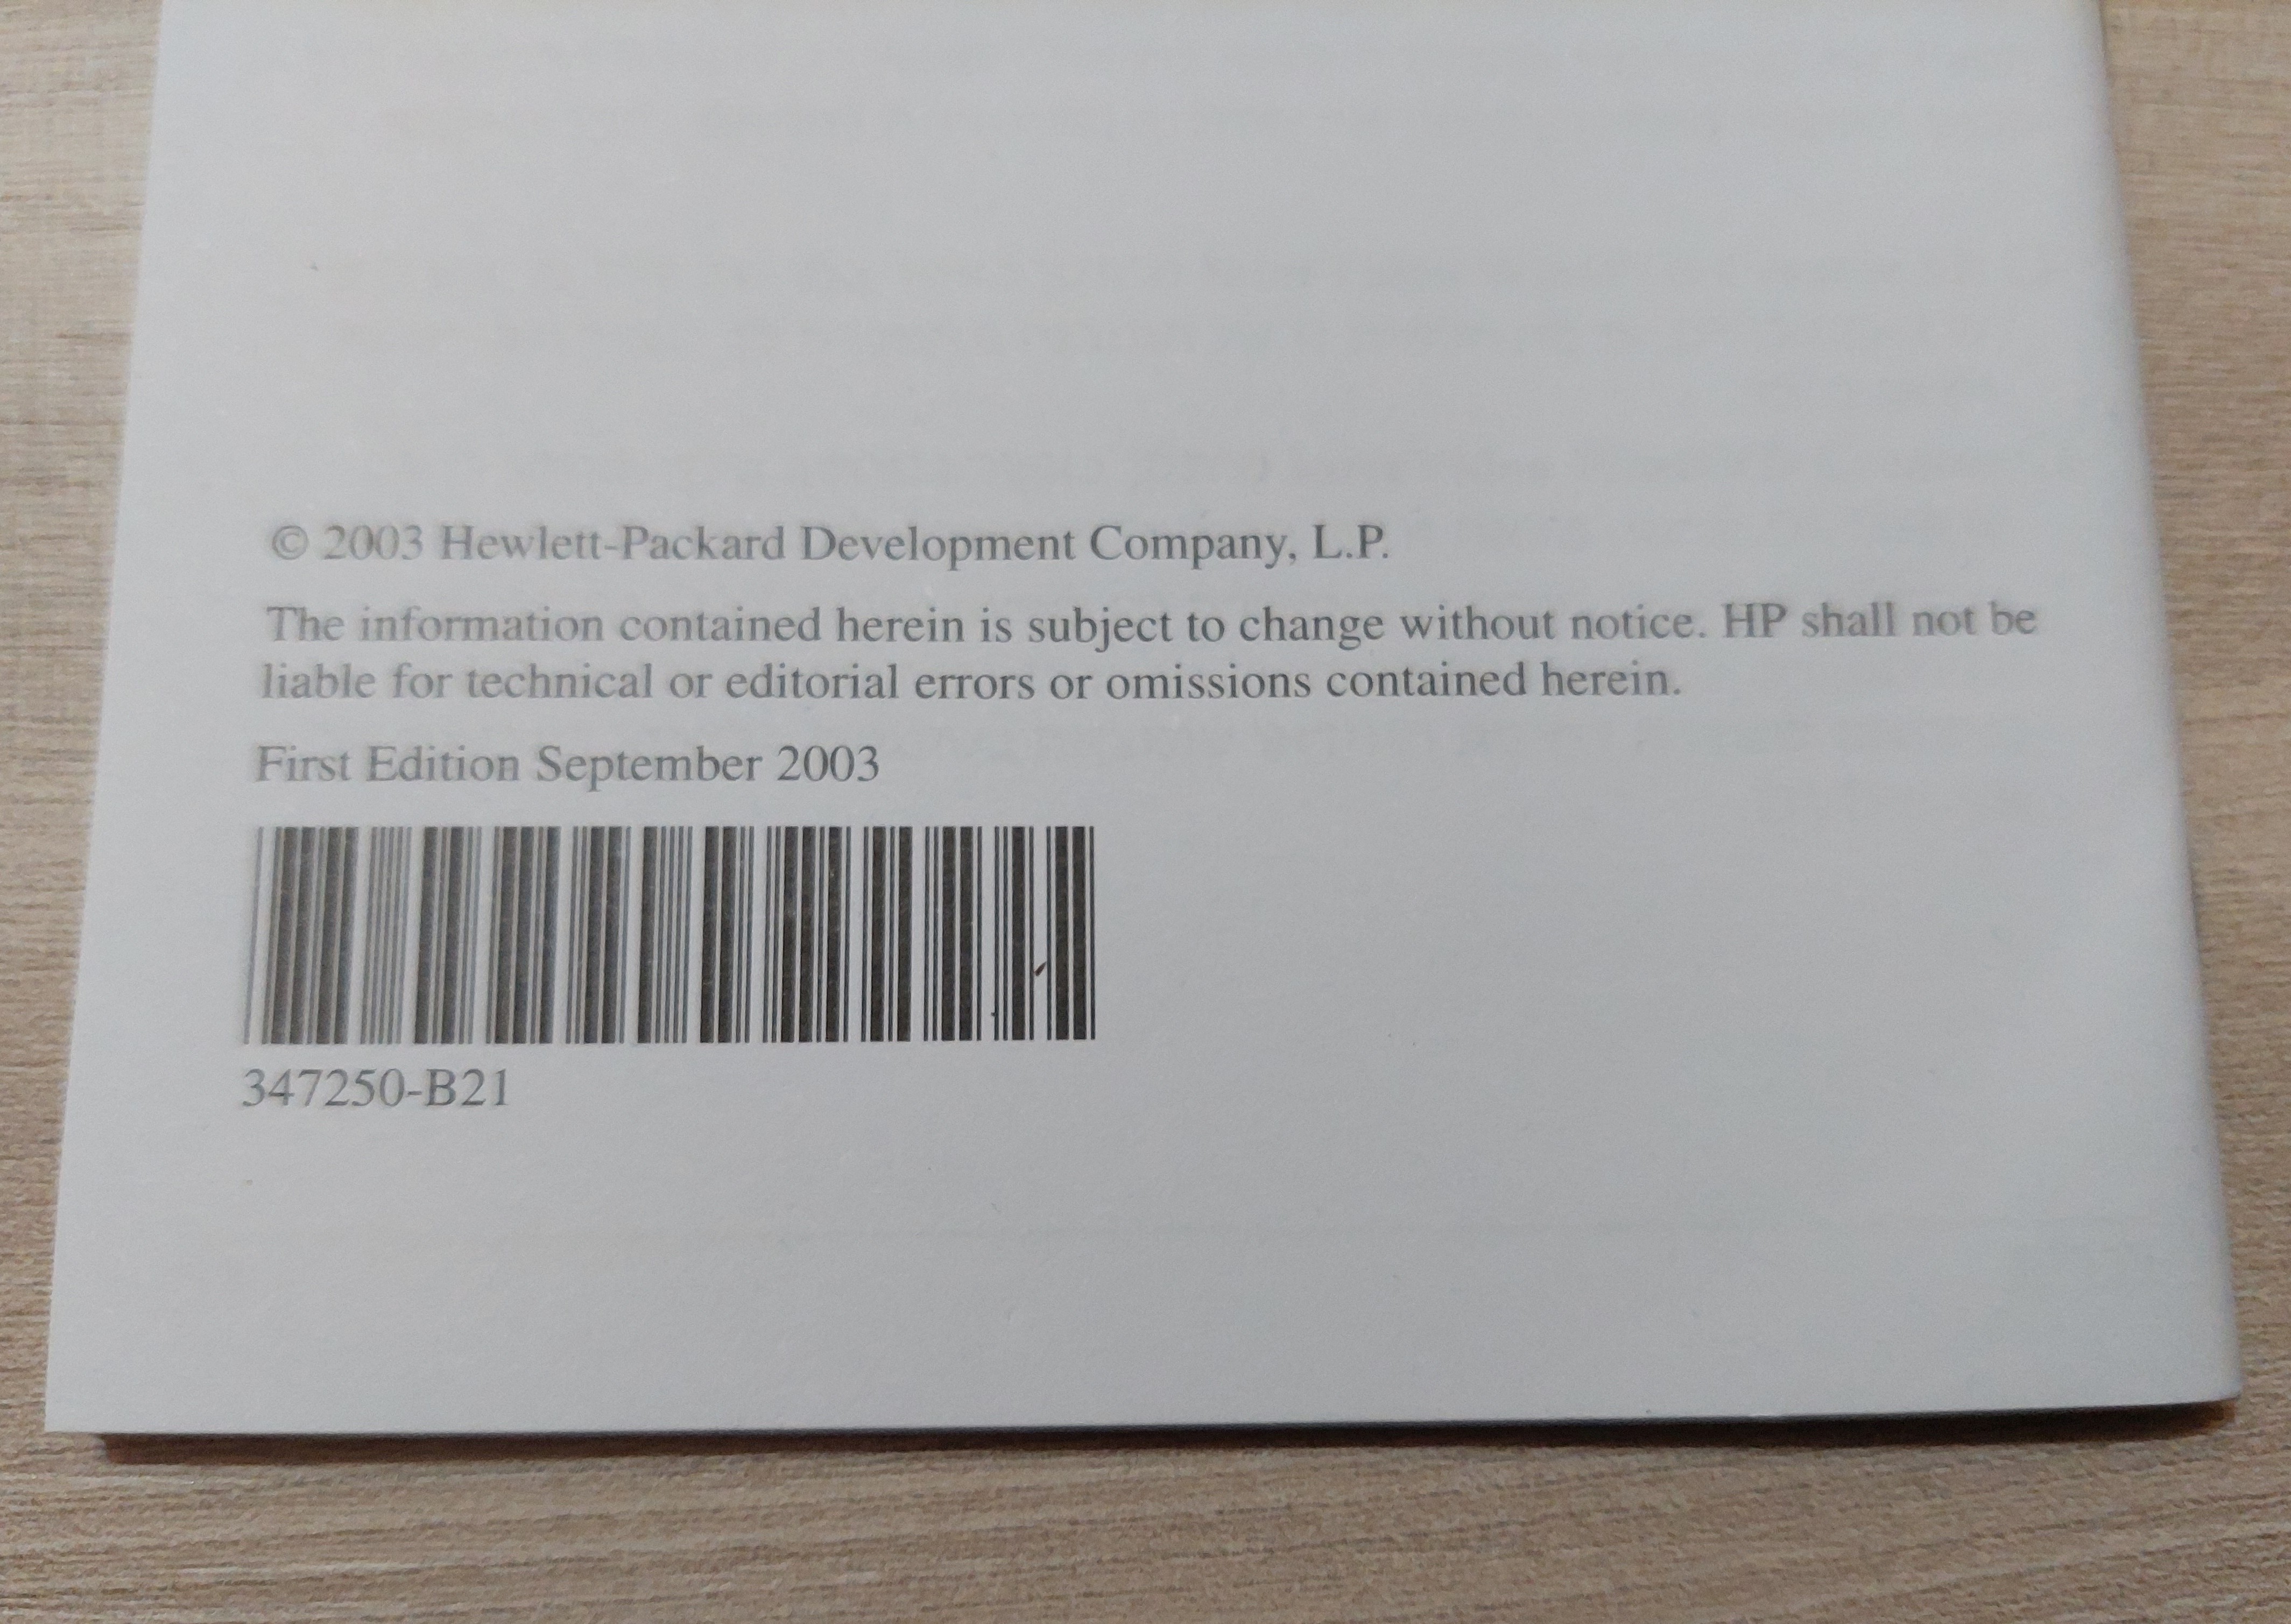 © 2003 Hewlett-Packard Development Company, L.P.
The information contained herein is subject to change without notice. HP shall not be
liable for technical or editorial errors or omissions contained herein.
First Edition September 2003
347250-B21